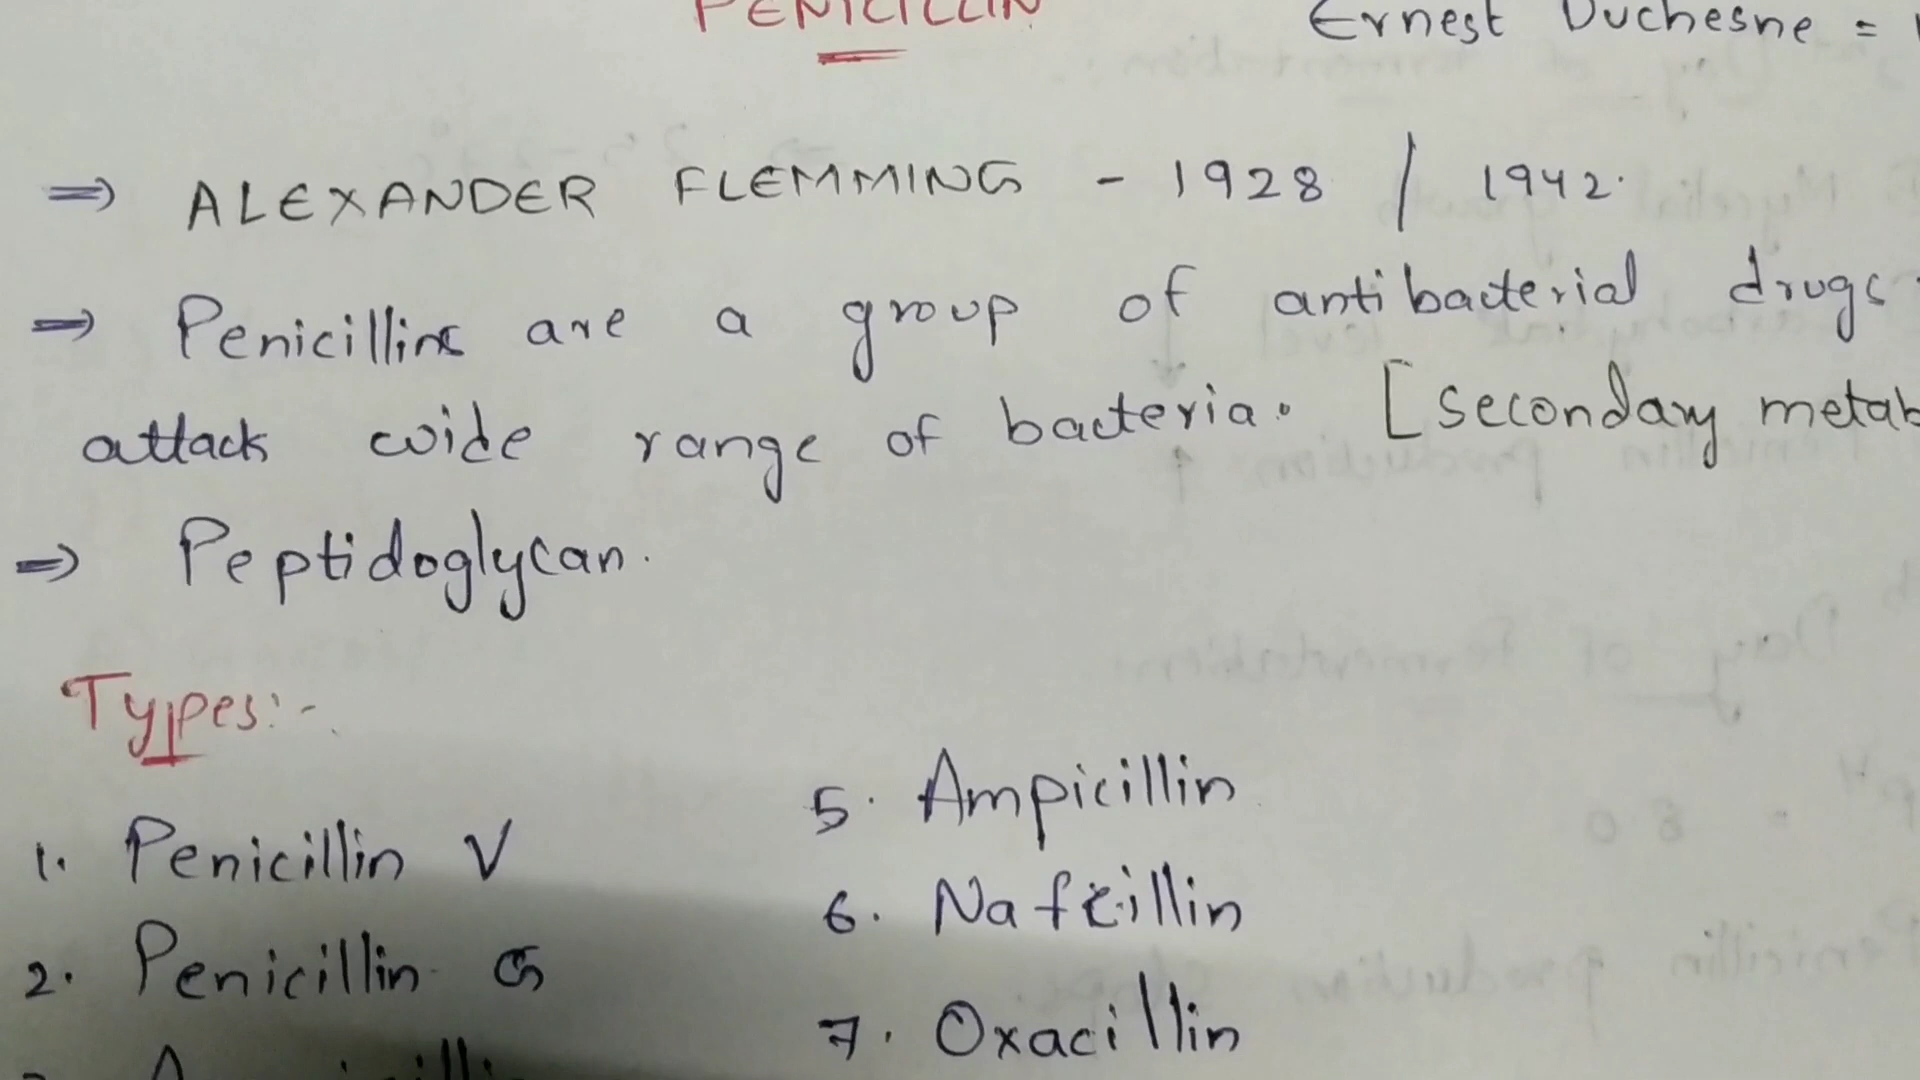 PENICILLIN
Ernest Duchesne =
⇒ ALEXANDER FLEMMING - 1928 / 1942.
⇒ Penicillins are a group of antibacterial drugs
attack wide range of bacteria. [secondary metab
⇒ Peptidoglycan.
Types:-
1. Penicillin V
2. Penicillin G
5. Ampicillin
6. Nafcillin
7. Oxacillin